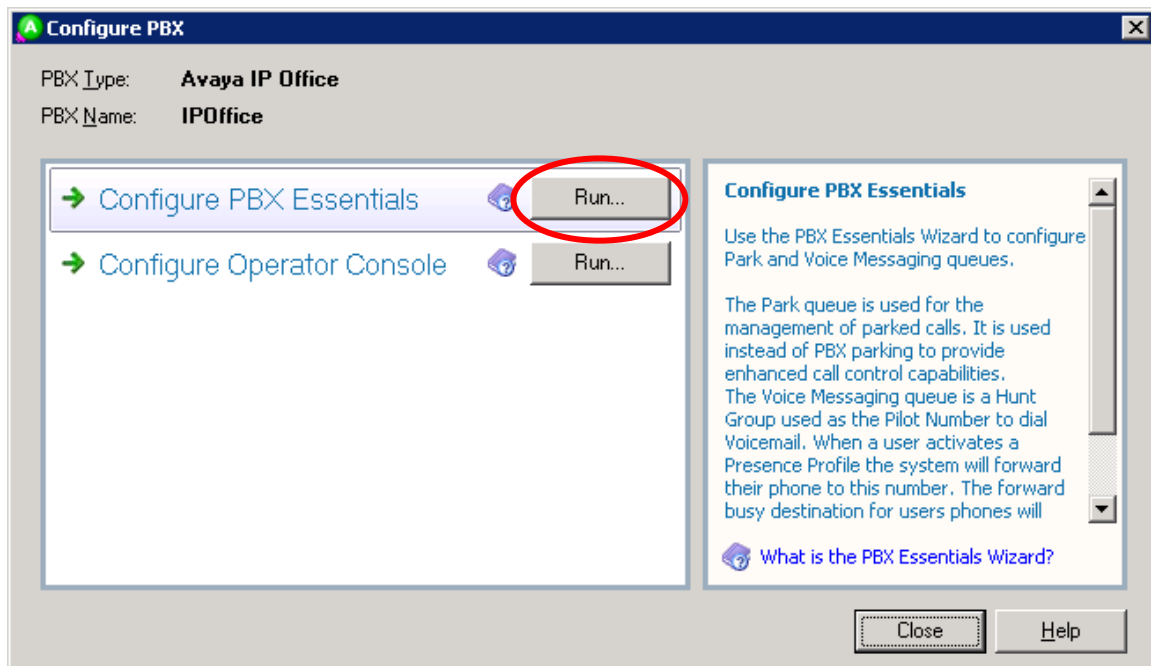 Configure PBX
PBX Type: Avaya IP Office
PBX Name: IPOffice
Configure PBX Essentials Run...
Configure Operator Console Run...
Configure PBX Essentials
Use the PBX Essentials Wizard to configure
Park and Voice Messaging queues.
The Park queue is used for the
management of parked calls. It is used
instead of PBX parking to provide
enhanced call control capabilities.
The Voice Messaging queue is a Hunt
Group used as the Pilot Number to dial
Voicemail. When a user activates a
Presence Profile the system will forward
their phone to this number. The forward
busy destination for users phones will
What is the PBX Essentials Wizard?
Close Help